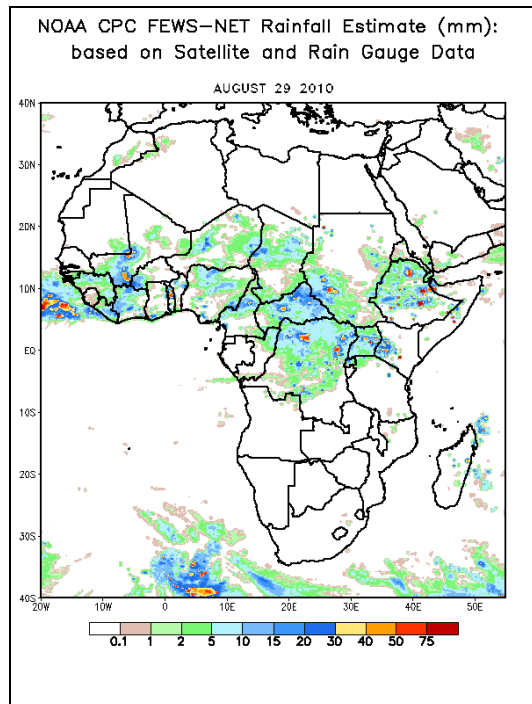 NOAA CPC FEWS-NET Rainfall Estimate (mm):
based on Satellite and Rain Gauge Data
AUGUST 29 2010
40N
30N
20N
10N
EQ
10S
20S
30S
40S
20W 10W 0 10E 20E 30E 40E 50E
0.1 1 2 5 10 15 20 30 40 50 75